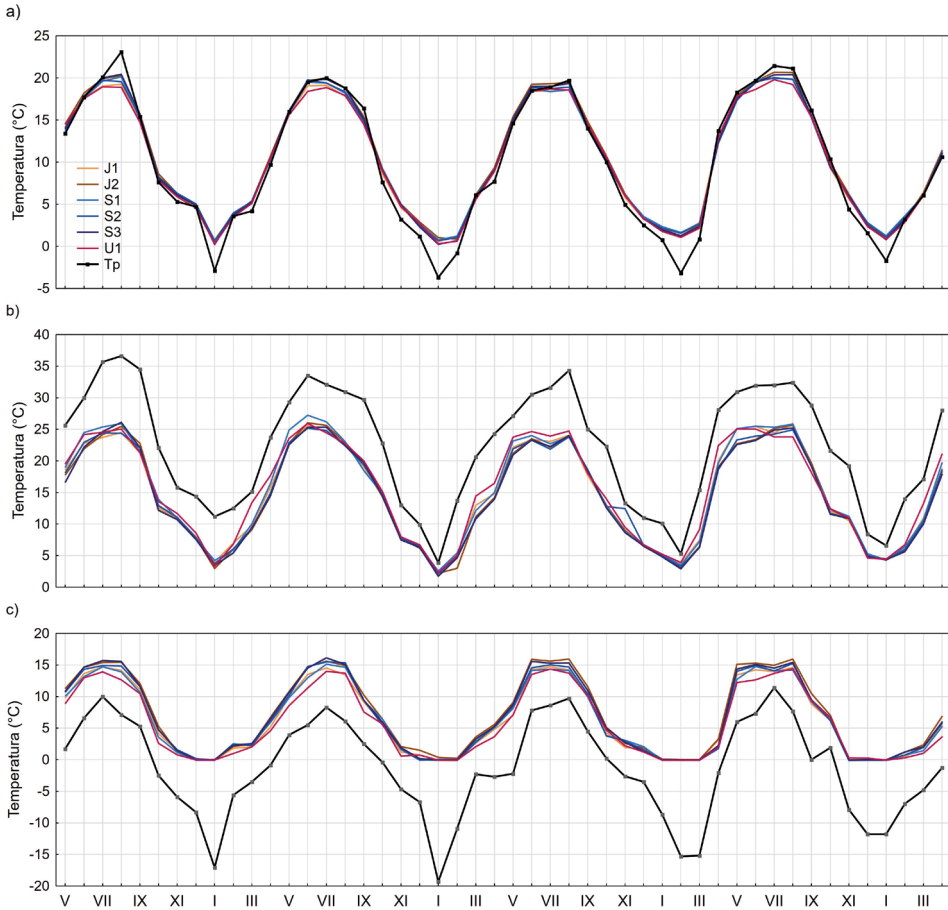 a)
Temperatura (°C)
25
20
15
10
5
0
-5
J1
J2
S1
S2
S3
U1
Tp
b)
Temperatura (°C)
40
35
30
25
20
15
10
5
0
c)
Temperatura (°C)
20
15
10
5
0
-5
-10
-15
-20
V VII IX XI I III V VII IX XI I III V VII IX XI I III V VII IX XI I III